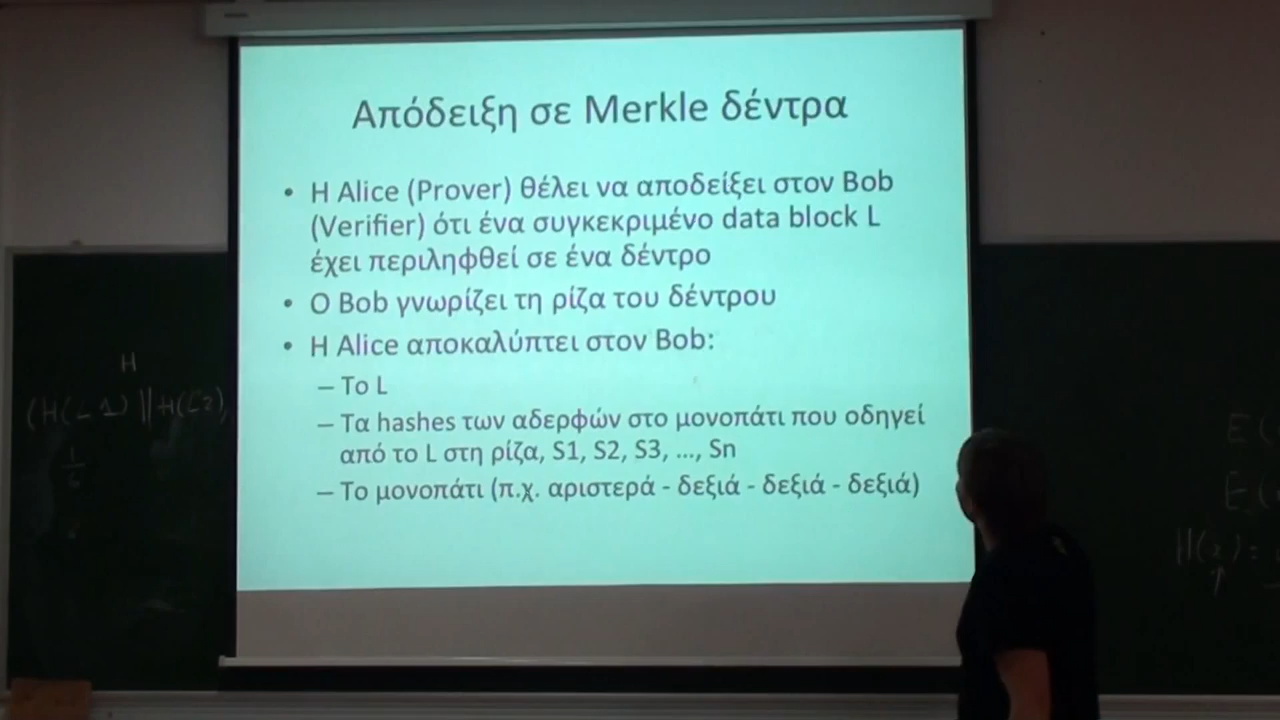 Απόδειξη σε Merkle δέντρα
• Η Alice (Prover) θέλει να αποδείξει στον Bob
(Verifier) ότι ένα συγκεκριμένο data block L
έχει περιληφθεί σε ένα δέντρο
• Ο Bob γνωρίζει τη ρίζα του δέντρου
• Η Alice αποκαλύπτει στον Bob:
– Το L
– Τα hashes των αδερφών στο μονοπάτι που οδηγεί
από το L στη ρίζα, S1, S2, S3, ..., Sn
– Το μονοπάτι (π.χ. αριστερά - δεξιά - δεξιά - δεξιά)
H